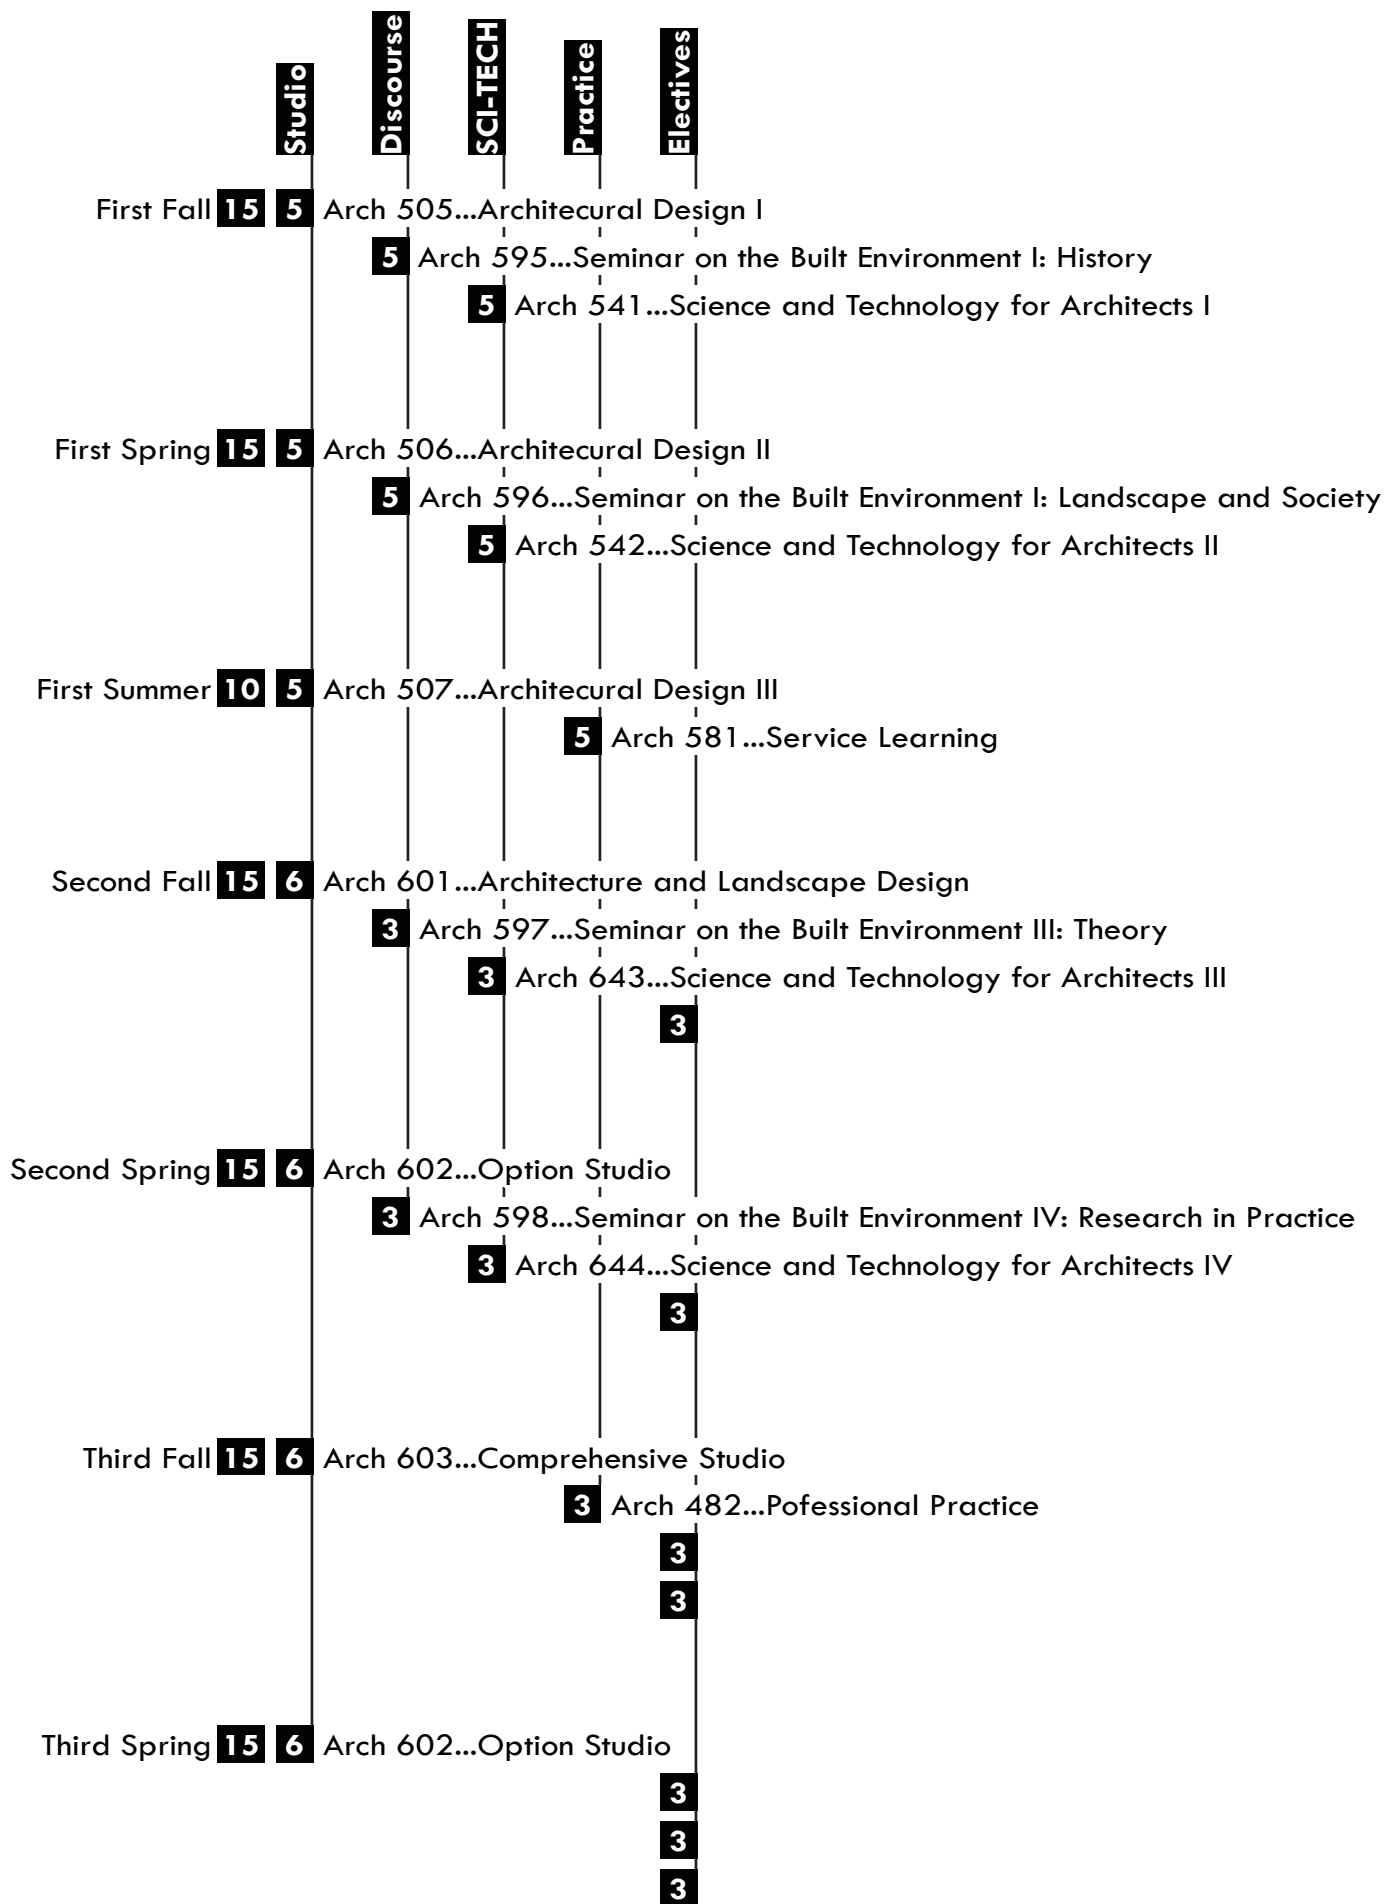 Studio
Discourse
SCI-TECH
Practice
Electives
First Fall 15 5 Arch 505...Architecural Design I
5 Arch 595...Seminar on the Built Environment I: History
5 Arch 541...Science and Technology for Architects I
First Spring 15 5 Arch 506...Architecural Design II
5 Arch 596...Seminar on the Built Environment I: Landscape and Society
5 Arch 542...Science and Technology for Architects II
First Summer 10 5 Arch 507...Architecural Design III
5 Arch 581...Service Learning
Second Fall 15 6 Arch 601...Architecture and Landscape Design
3 Arch 597...Seminar on the Built Environment III: Theory
3 Arch 643...Science and Technology for Architects III
3
Second Spring 15 6 Arch 602...Option Studio
3 Arch 598...Seminar on the Built Environment IV: Research in Practice
3 Arch 644...Science and Technology for Architects IV
3
Third Fall 15 6 Arch 603...Comprehensive Studio
3 Arch 482...Pofessional Practice
3
3
Third Spring 15 6 Arch 602...Option Studio
3
3
3